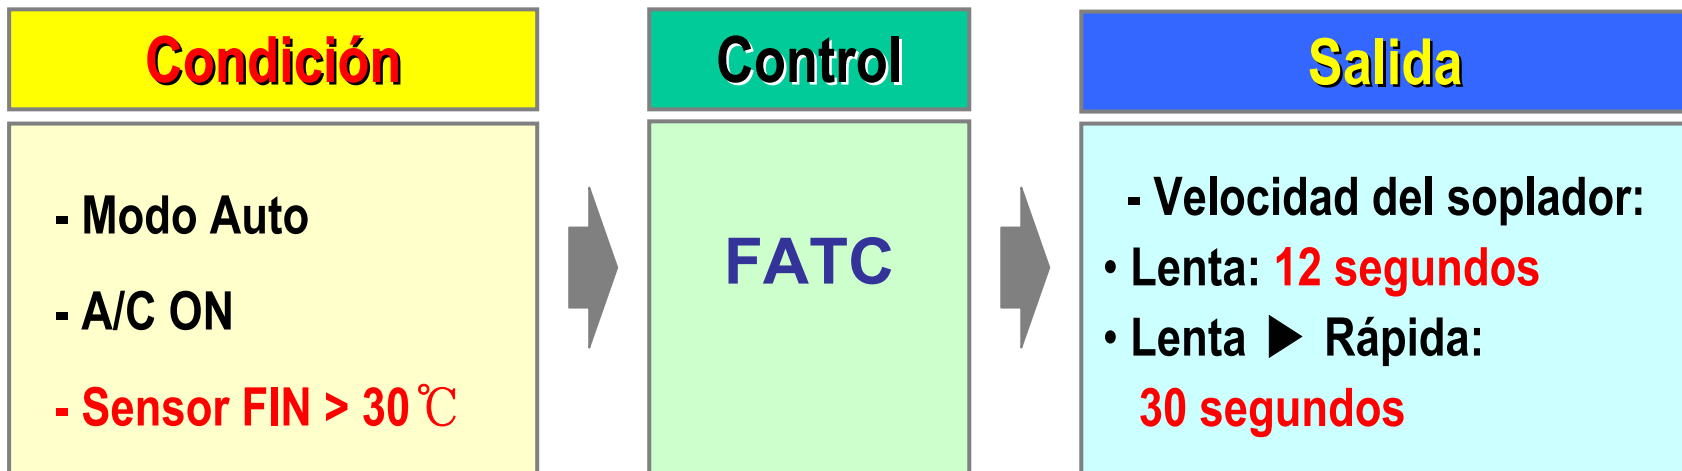 Condición
Control
Salida
- Modo Auto
- A/C ON
- Sensor FIN > 30 ℃
FATC
- Velocidad del soplador:
• Lenta: 12 segundos
• Lenta ▶ Rápida:
30 segundos